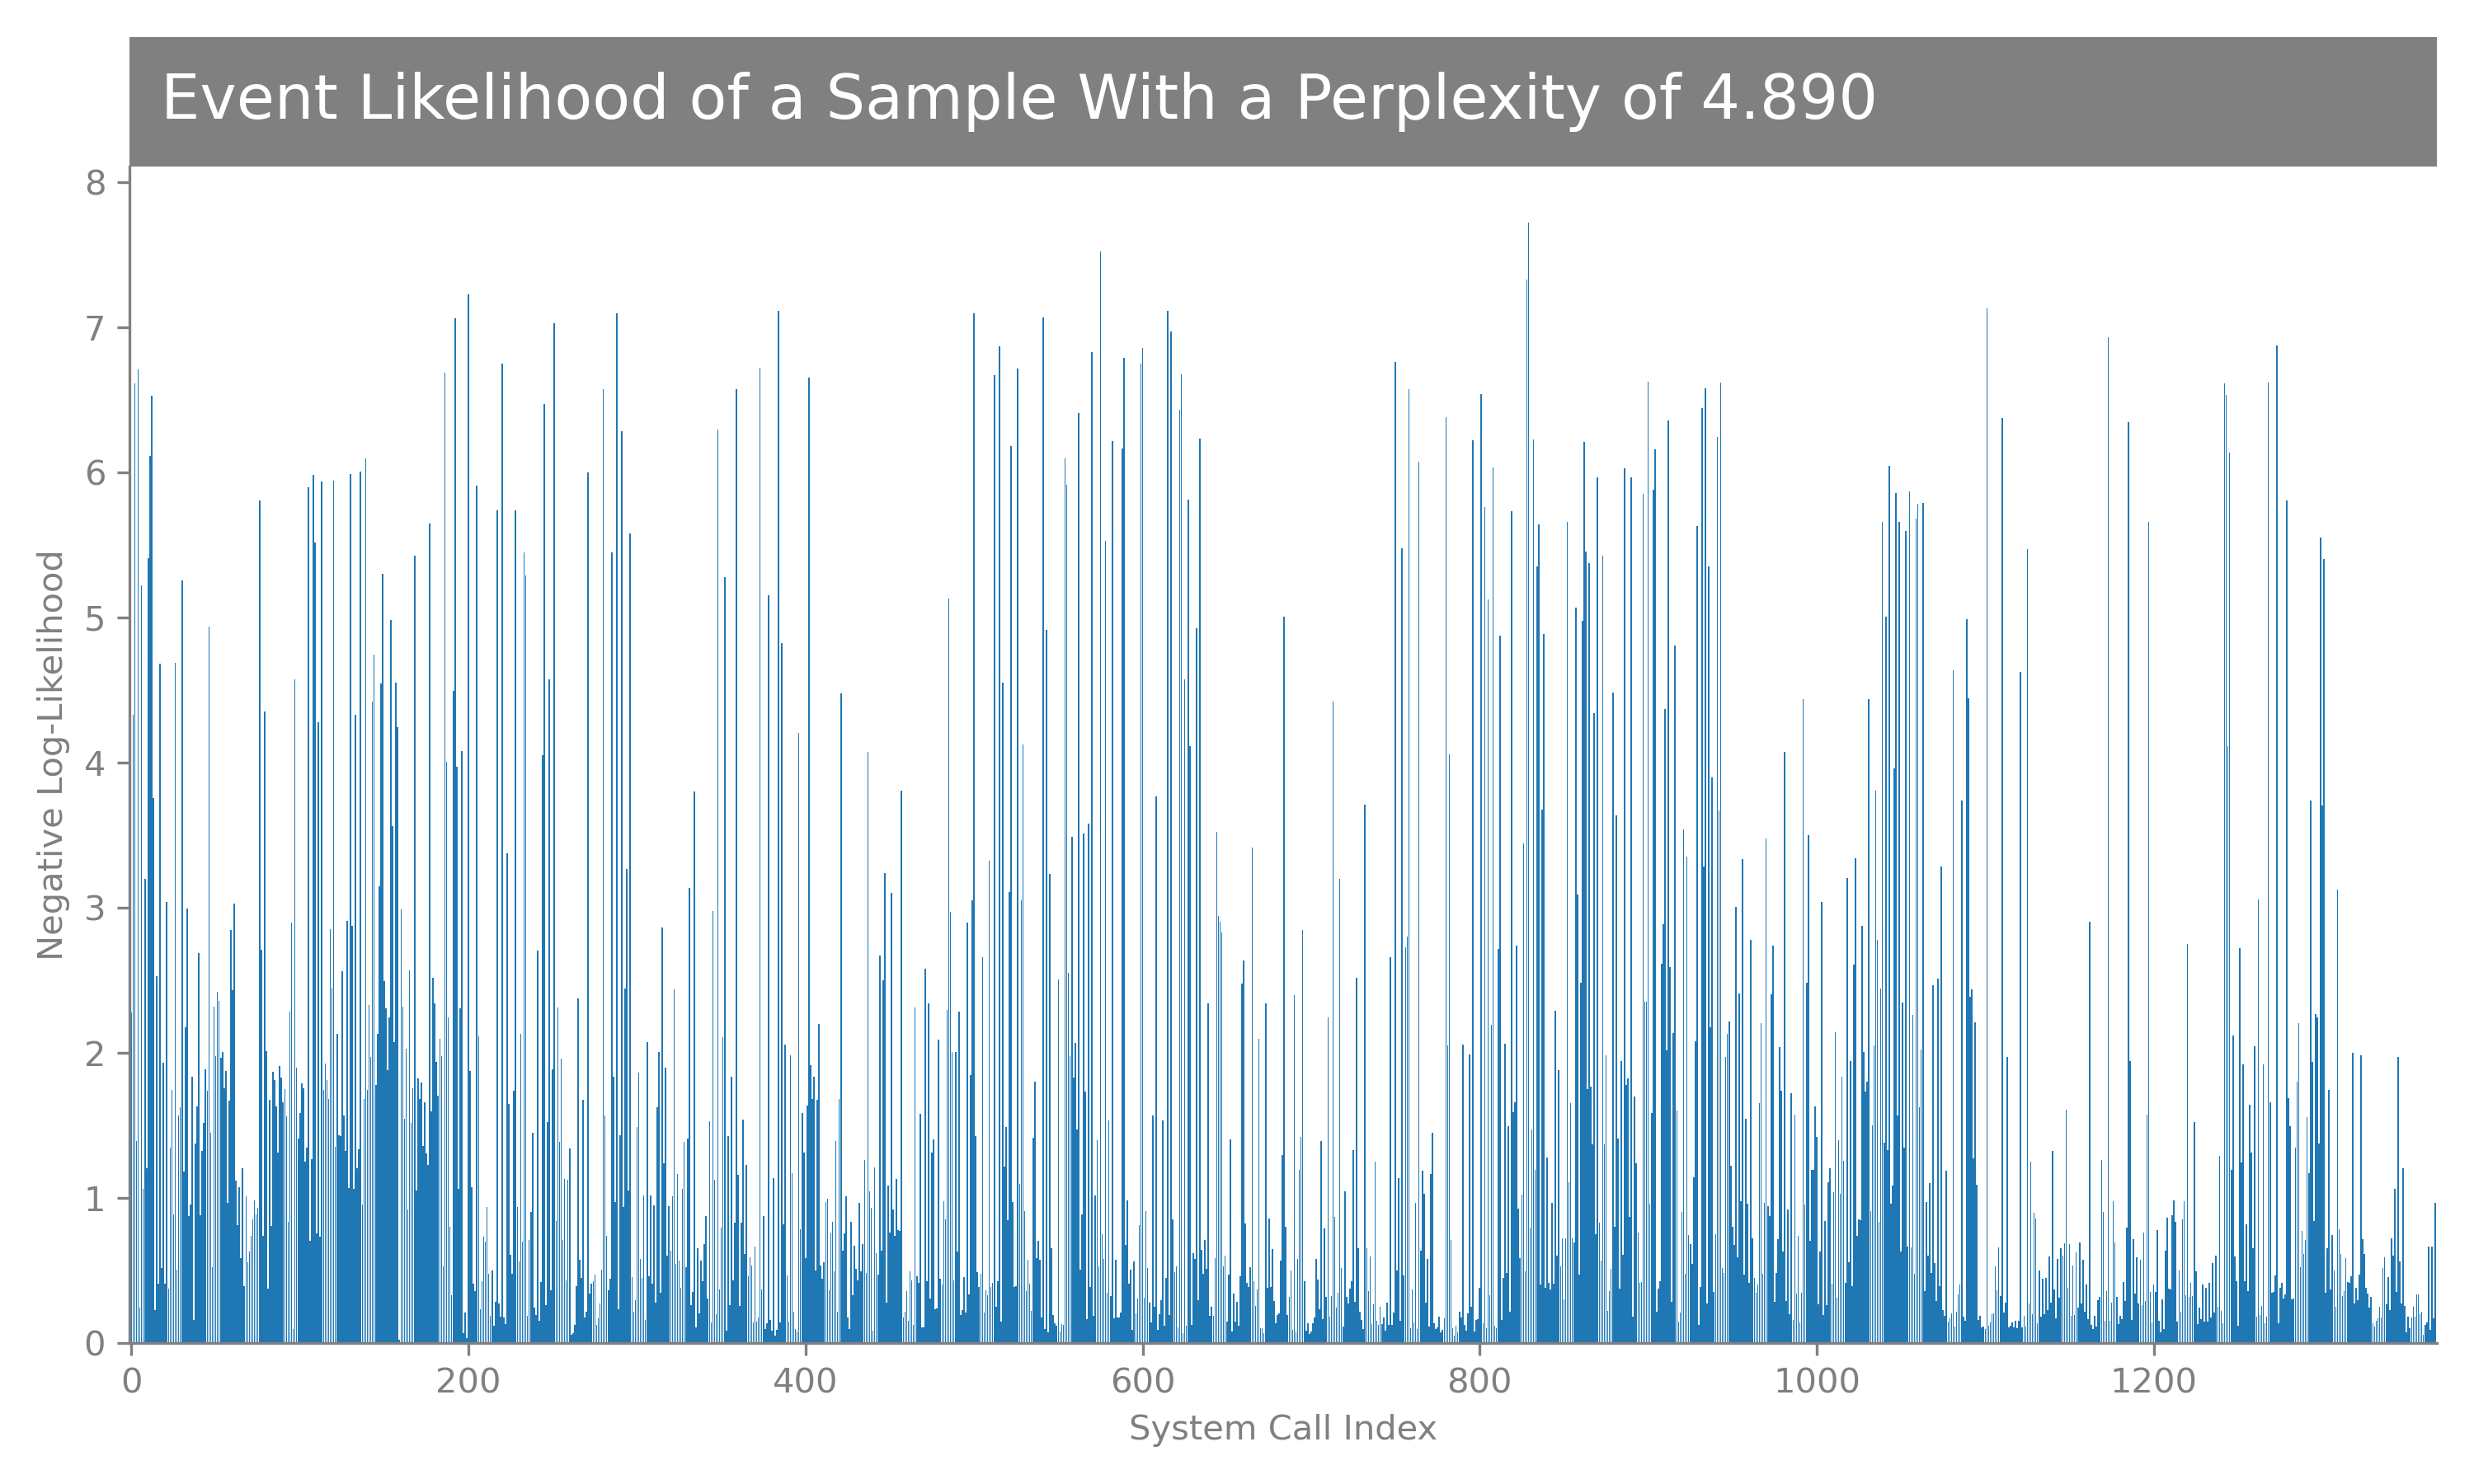 Event Likelihood of a Sample With a Perplexity of 4.890
8
7
6
5
4
3
2
1
0
Negative Log-Likelihood
0 200 400 600 800 1000 1200
System Call Index